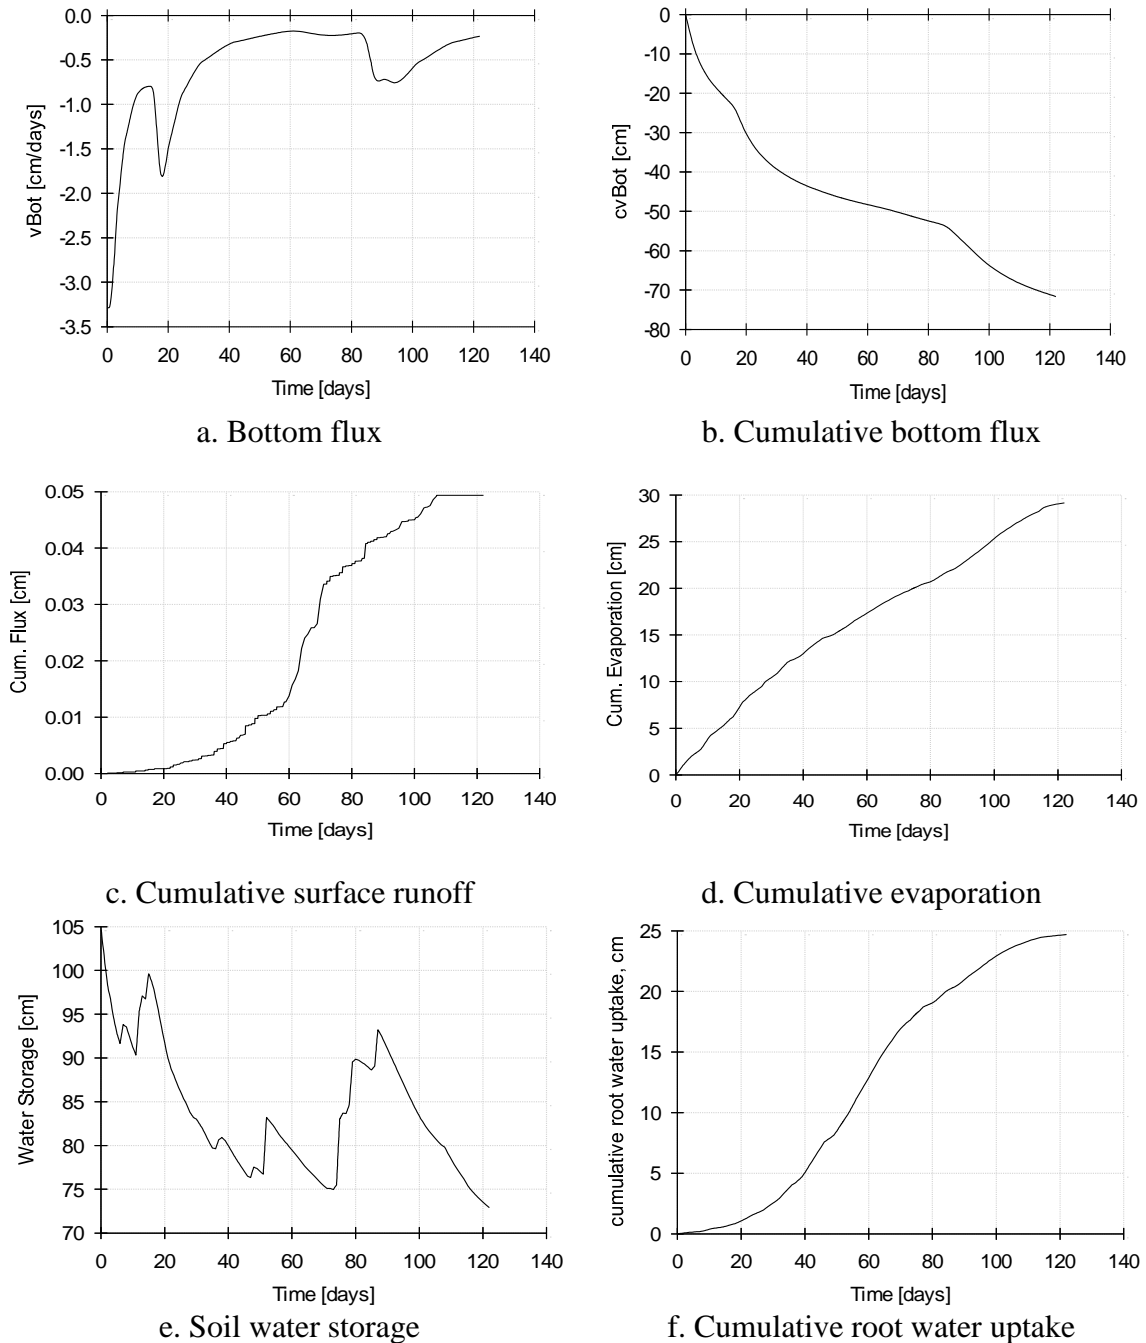 0.0
-0.5
-1.0
-1.5
-2.0
-2.5
-3.0
-3.5
vBot [cm/days]
0 20 40 60 80 100 120 140
Time [days]
a. Bottom flux
0
-10
-20
-30
-40
-50
-60
-70
-80
cvBot [cm]
0 20 40 60 80 100 120 140
Time [days]
b. Cumulative bottom flux
0.05
0.04
0.03
0.02
0.01
0.00
Cum. Flux [cm]
0 20 40 60 80 100 120 140
Time [days]
c. Cumulative surface runoff
30
25
20
15
10
5
0
Cum. Evaporation [cm]
0 20 40 60 80 100 120 140
Time [days]
d. Cumulative evaporation
105
100
95
90
85
80
75
70
Water Storage [cm]
0 20 40 60 80 100 120 140
Time [days]
e. Soil water storage
25
20
15
10
5
0
cumulative root water uptake, cm
0 20 40 60 80 100 120 140
Time [days]
f. Cumulative root water uptake